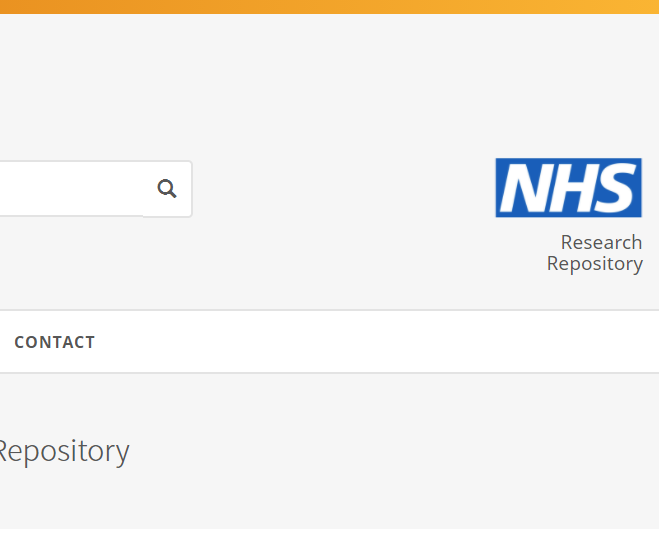 NHS
Research
Repository
CONTACT
Repository